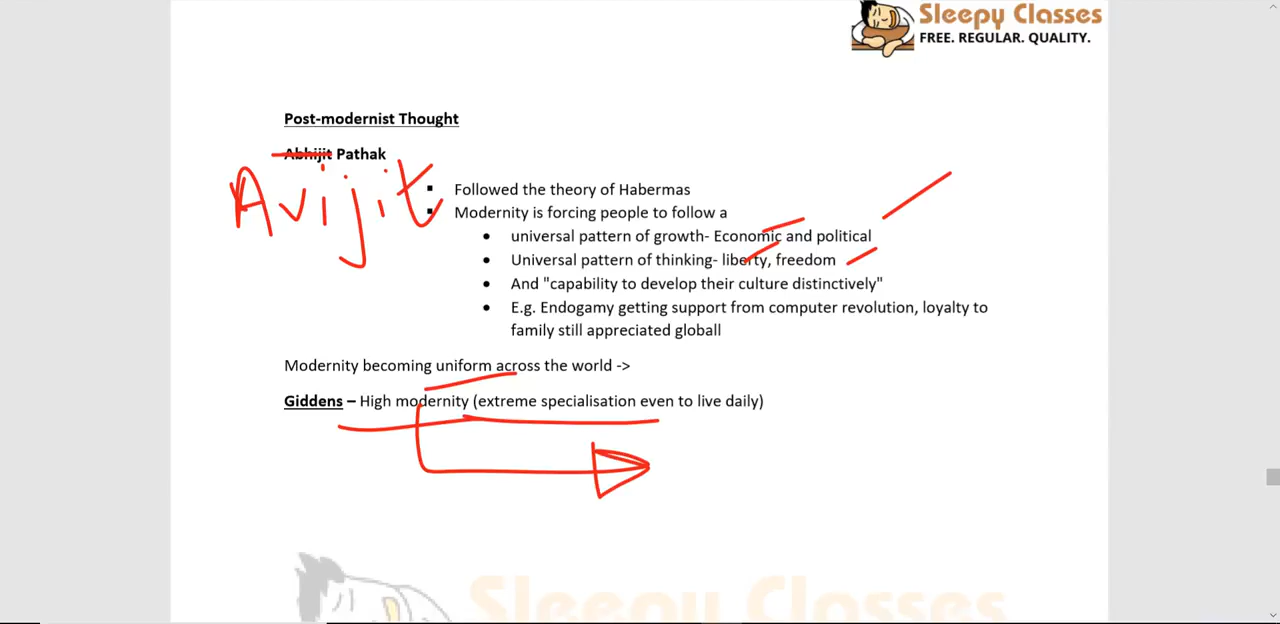 Sleepy Classes
FREE. REGULAR. QUALITY.
Post-modernist Thought
Abhijit Pathak
Avijit
▪ Followed the theory of Habermas
▪ Modernity is forcing people to follow a
• universal pattern of growth- Economic and political
• Universal pattern of thinking- liberty, freedom
• And "capability to develop their culture distinctively"
• E.g. Endogamy getting support from computer revolution, loyalty to
family still appreciated globall
Modernity becoming uniform across the world ->
Giddens – High modernity (extreme specialisation even to live daily)
Sleepy Classes